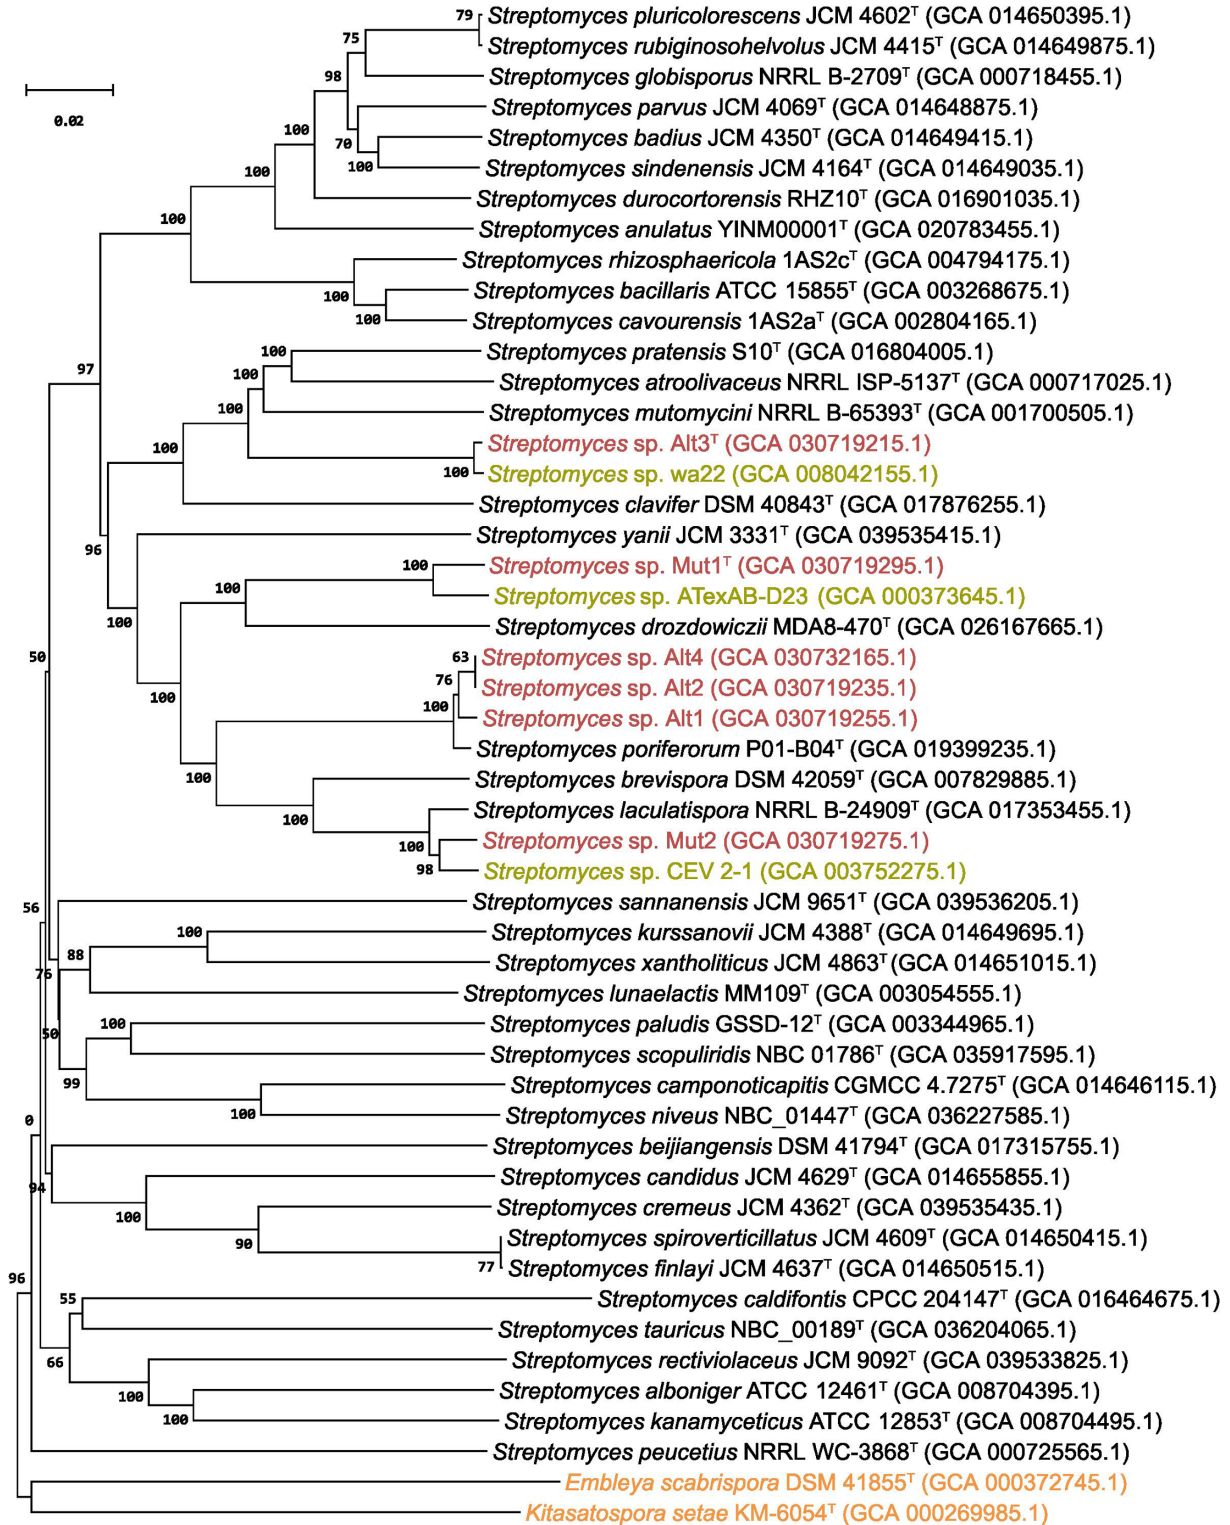 79 Streptomyces pluricolorescens JCM 4602ᵀ (GCA 014650395.1)
Streptomyces rubiginosohelvolus JCM 4415ᵀ (GCA 014649875.1)
75
98 Streptomyces globisporus NRRL B-2709ᵀ (GCA 000718455.1)
0.02
Streptomyces parvus JCM 4069ᵀ (GCA 014648875.1)
100 70 Streptomyces badius JCM 4350ᵀ (GCA 014649415.1)
100 100 Streptomyces sindenensis JCM 4164ᵀ (GCA 014649035.1)
Streptomyces durocortorensis RHZ10ᵀ (GCA 016901035.1)
100 Streptomyces anulatus YINM00001ᵀ (GCA 020783455.1)
Streptomyces rhizosphaericola 1AS2cᵀ (GCA 004794175.1)
100 Streptomyces bacillaris ATCC 15855ᵀ (GCA 003268675.1)
100 Streptomyces cavourensis 1AS2aᵀ (GCA 002804165.1)
100 Streptomyces pratensis S10ᵀ (GCA 016804005.1)
97 100 Streptomyces atroolivaceus NRRL ISP-5137ᵀ (GCA 000717025.1)
100 Streptomyces mutomycini NRRL B-65393ᵀ (GCA 001700505.1)
100 Streptomyces sp. Alt3ᵀ (GCA 030719215.1)
100 Streptomyces sp. wa22 (GCA 008042155.1)
Streptomyces clavifer DSM 40843ᵀ (GCA 017876255.1)
96 Streptomyces yanii JCM 3331ᵀ (GCA 039535415.1)
100 Streptomyces sp. Mut1ᵀ (GCA 030719295.1)
Streptomyces sp. ATexAB-D23 (GCA 000373645.1)
100 Streptomyces drozdowiczii MDA8-470ᵀ (GCA 026167665.1)
50 63 Streptomyces sp. Alt4 (GCA 030732165.1)
100 76 Streptomyces sp. Alt2 (GCA 030719235.1)
100 Streptomyces sp. Alt1 (GCA 030719255.1)
Streptomyces poriferorum P01-B04ᵀ (GCA 019399235.1)
100 Streptomyces brevispora DSM 42059ᵀ (GCA 007829885.1)
100 Streptomyces laculatispora NRRL B-24909ᵀ (GCA 017353455.1)
100 Streptomyces sp. Mut2 (GCA 030719275.1)
98 Streptomyces sp. CEV 2-1 (GCA 003752275.1)
56 Streptomyces sannanensis JCM 9651ᵀ (GCA 039536205.1)
100 Streptomyces kurssanovii JCM 4388ᵀ (GCA 014649695.1)
76 88 Streptomyces xantholiticus JCM 4863ᵀ (GCA 014651015.1)
Streptomyces lunaelactis MM109ᵀ (GCA 003054555.1)
50 100 Streptomyces paludis GSSD-12ᵀ (GCA 003344965.1)
Streptomyces scopuliridis NBC 01786ᵀ (GCA 035917595.1)
99 Streptomyces camponoticapitis CGMCC 4.7275ᵀ (GCA 014646115.1)
0 100 Streptomyces niveus NBC_01447ᵀ (GCA 036227585.1)
Streptomyces beijiangensis DSM 41794ᵀ (GCA 017315755.1)
94 Streptomyces candidus JCM 4629ᵀ (GCA 014655855.1)
100 Streptomyces cremeus JCM 4362ᵀ (GCA 039535435.1)
90 Streptomyces spiroverticillatus JCM 4609ᵀ (GCA 014650415.1)
96 77 Streptomyces finlayi JCM 4637ᵀ (GCA 014650515.1)
55 Streptomyces caldifontis CPCC 204147ᵀ (GCA 016464675.1)
Streptomyces tauricus NBC_00189ᵀ (GCA 036204065.1)
66 Streptomyces rectiviolaceus JCM 9092ᵀ (GCA 039533825.1)
100 Streptomyces alboniger ATCC 12461ᵀ (GCA 008704395.1)
100 Streptomyces kanamyceticus ATCC 12853ᵀ (GCA 008704495.1)
Streptomyces peucetius NRRL WC-3868ᵀ (GCA 000725565.1)
Embleya scabrispora DSM 41855ᵀ (GCA 000372745.1)
Kitasatospora setae KM-6054ᵀ (GCA 000269985.1)